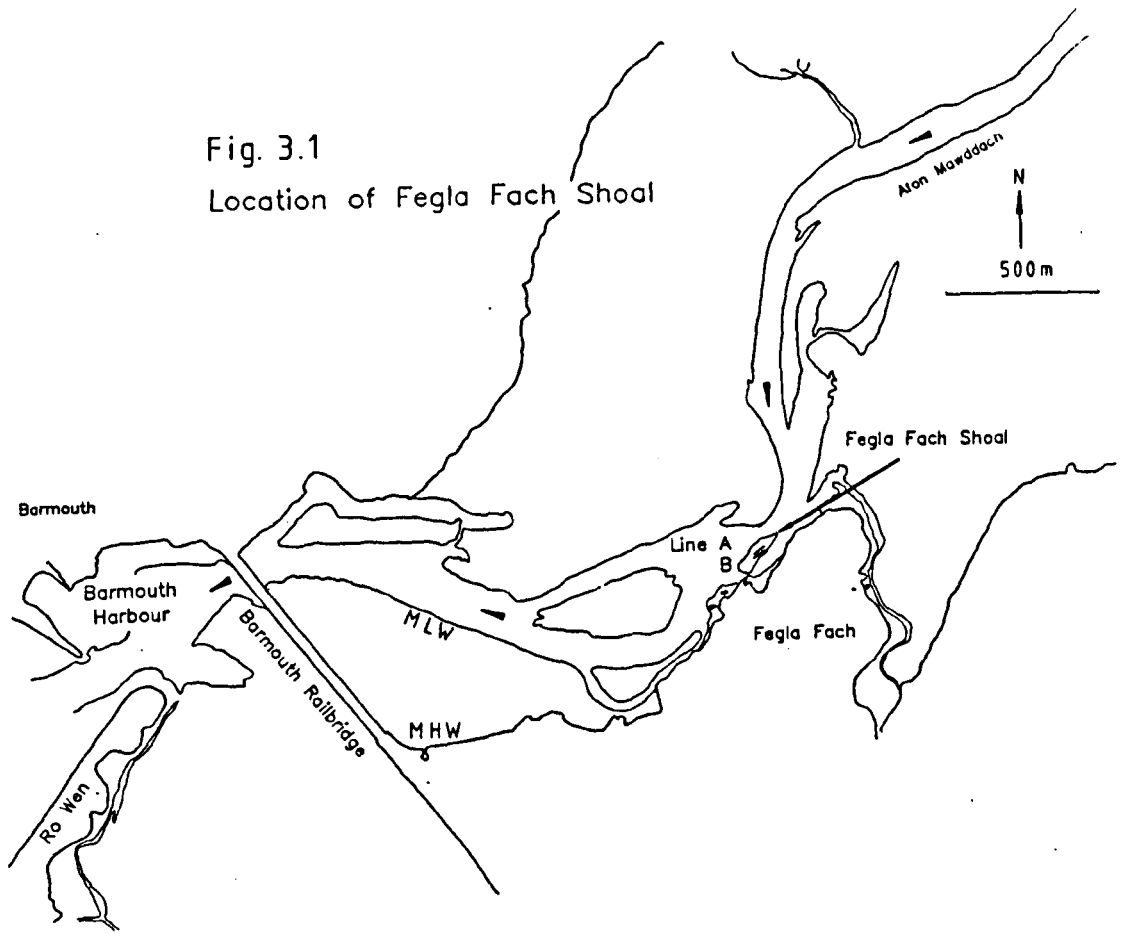 Fig. 3.1
Location of Fegla Fach Shoal
Afon Mawddach
N
500m
Fegla Fach Shoal
Barmouth
Line A
B
Barmouth
Harbour
MLW
Fegla Fach
Barmouth Railbridge
MHW
Ro Wen